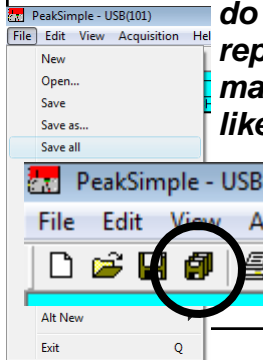 PeakSimple - USB(101)
File Edit View Acquisition Hel
New
Open...
Save
Save as...
Save all
do
rep
ma
like
PeakSimple - USB
File Edit View A
Alt New
Exit Q